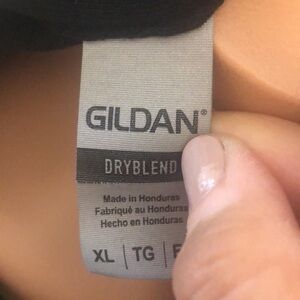 GILDAN®
DRYBLEND
Made in Honduras
Fabriqué au Honduras
Hecho en Honduras
XL | TG |